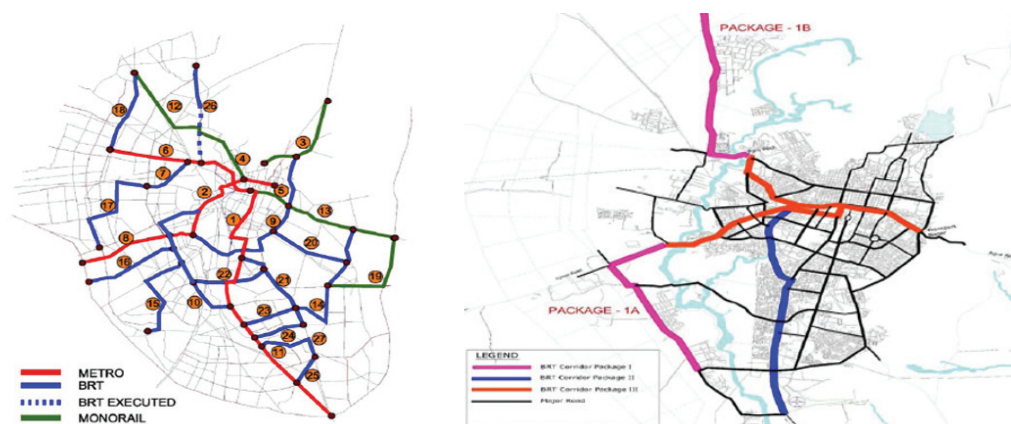 18
12
26
3
6
4
7
2
5
17
1
9
13
8
20
16
22
21
19
15
10
23
14
24
11
27
25
METRO
BRT
BRT EXECUTED
MONORAIL
PACKAGE - 1B
PACKAGE - 1A
LEGEND
BRT Corridor Package I
BRT Corridor Package II
BRT Corridor Package III
Major Road